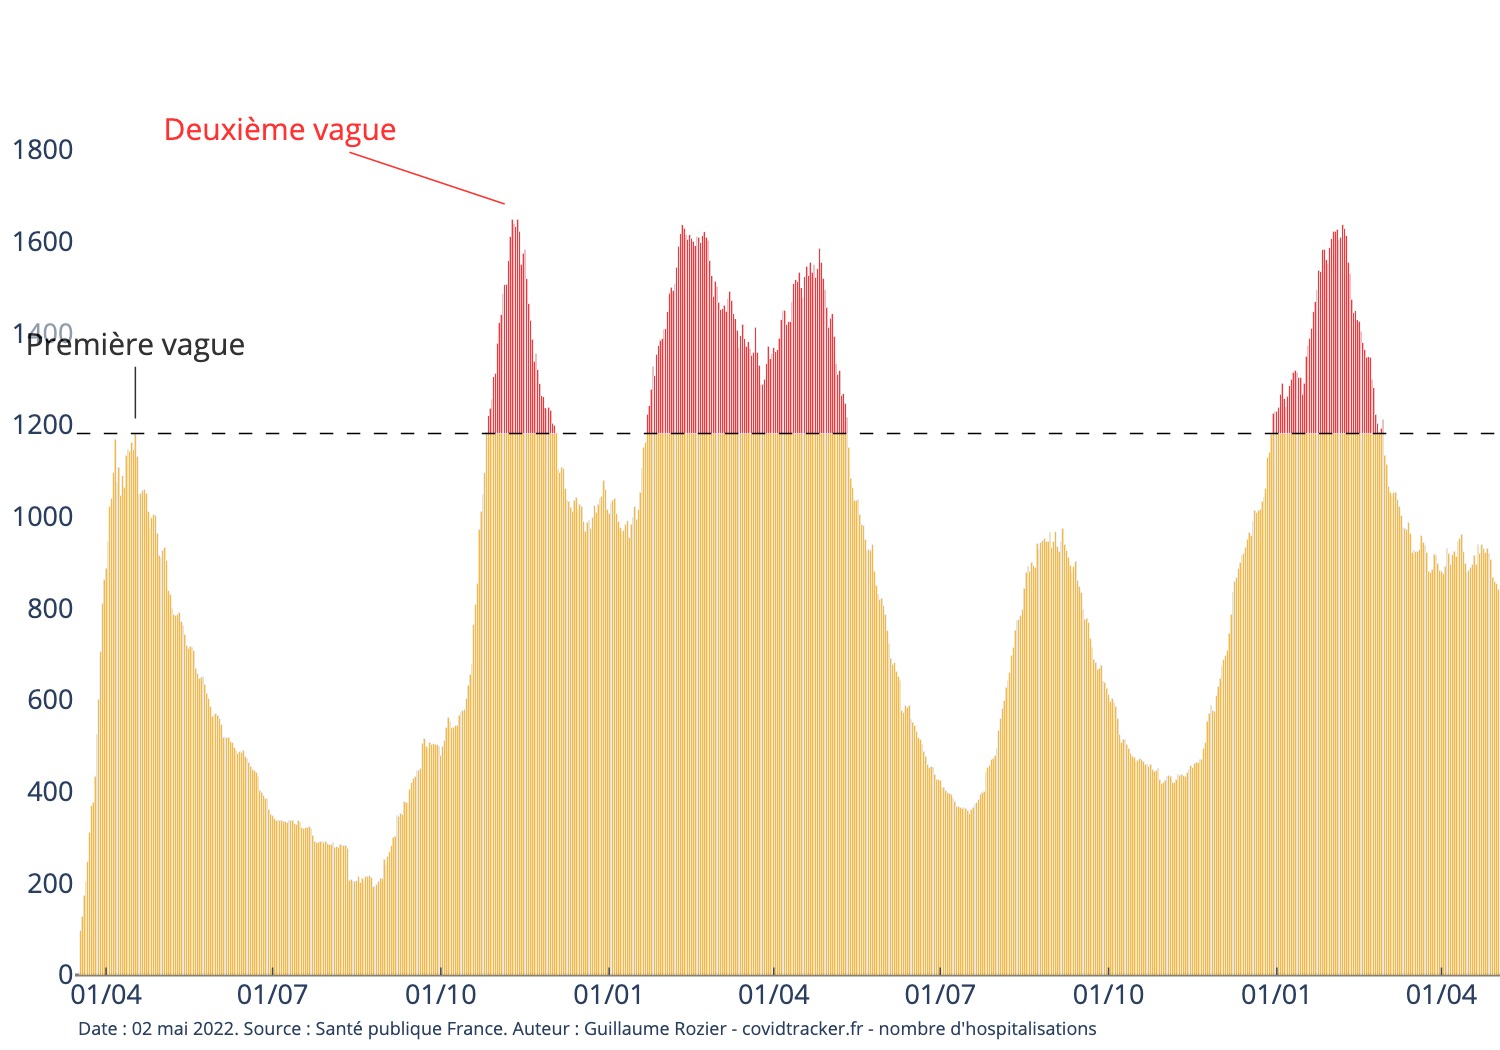 Deuxième vague
1800
1600
1400
Première vague
1200
1000
800
600
400
200
0
01/04 01/07 01/10 01/01 01/04 01/07 01/10 01/01 01/04
Date : 02 mai 2022. Source : Santé publique France. Auteur : Guillaume Rozier - covidtracker.fr - nombre d'hospitalisations